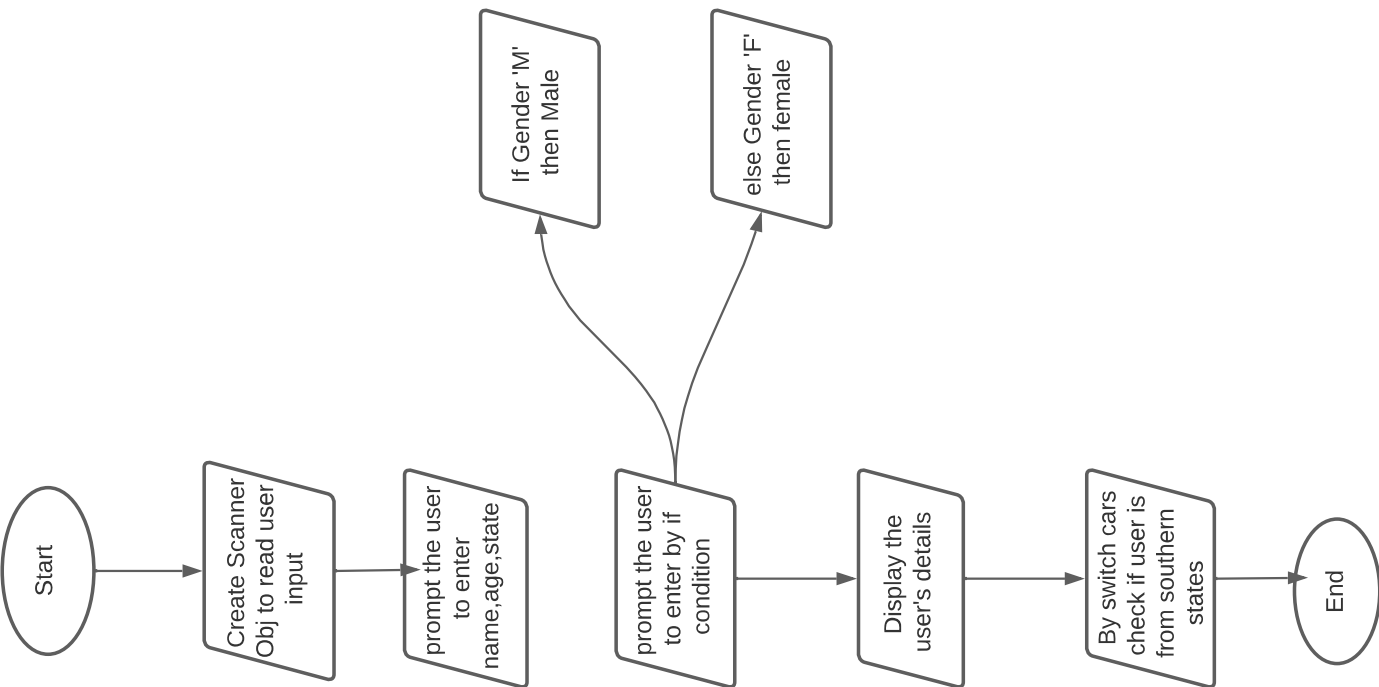 Start
Create Scanner
Obj to read user
input
prompt the user
to enter
name,age,state
prompt the user
to enter by if
condition
If Gender 'M'
then Male
else Gender 'F'
then female
Display the
user's details
By switch cars
check if user is
from southern
states
End